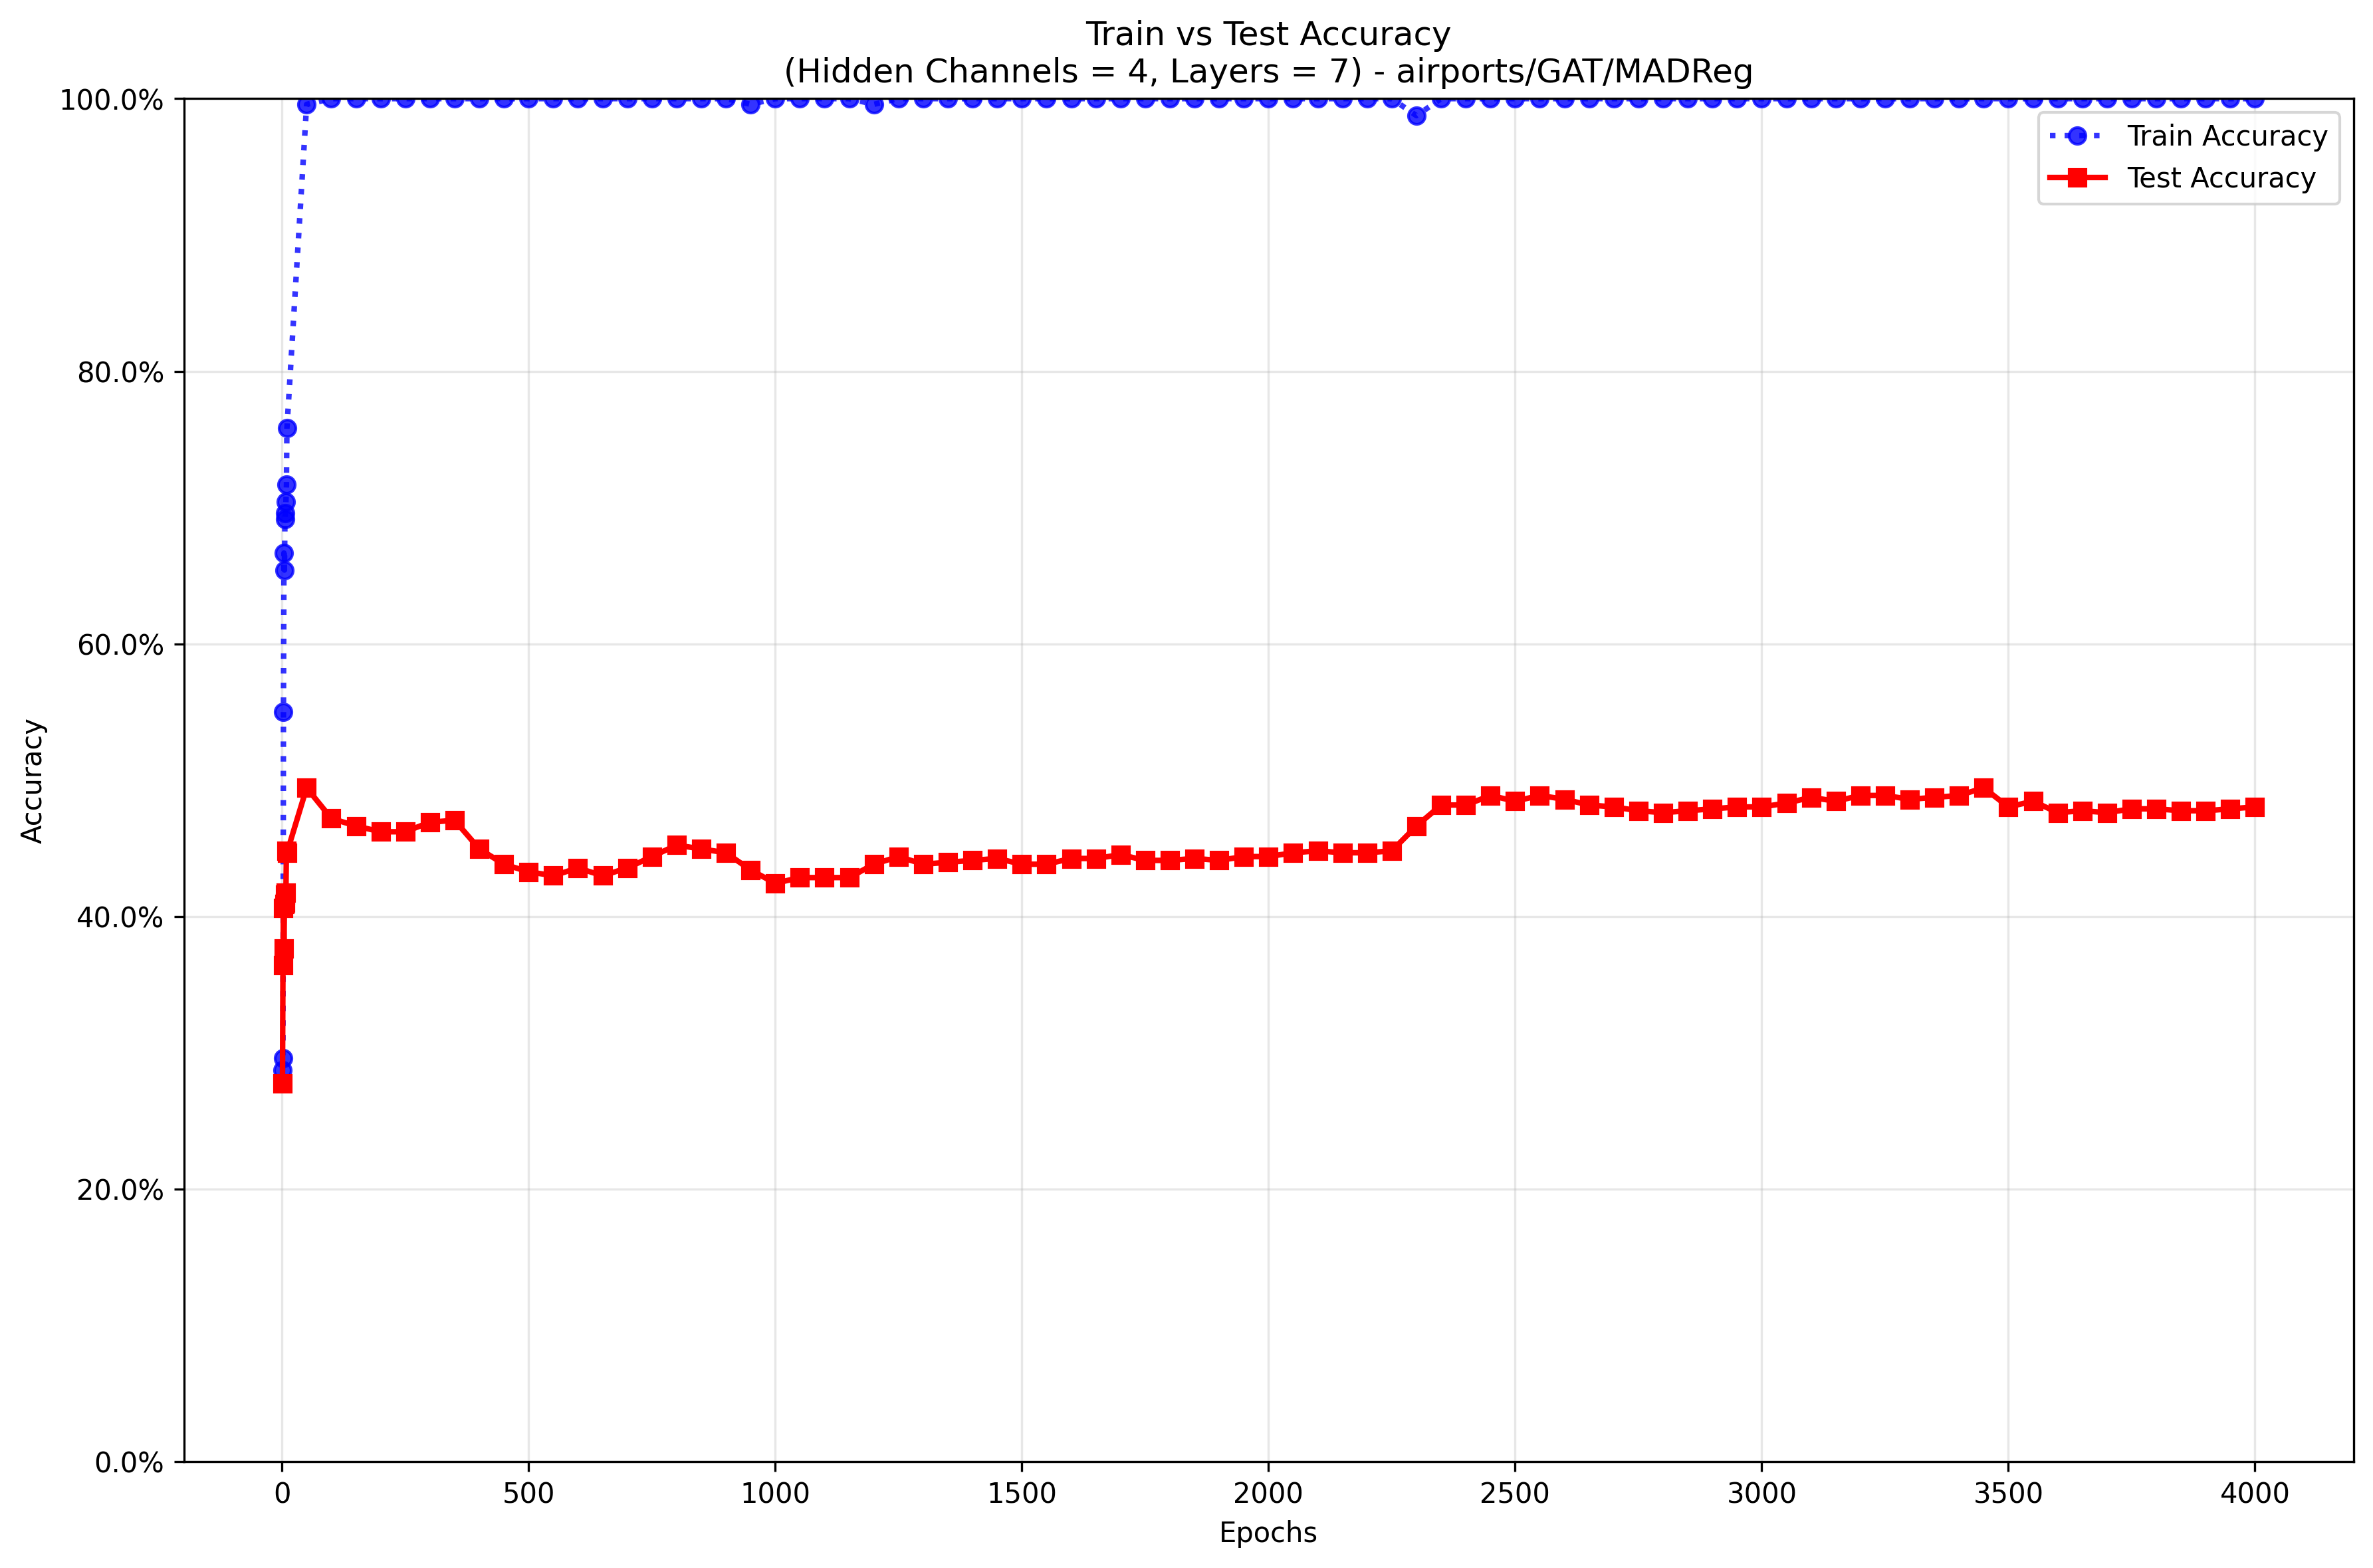 Train vs Test Accuracy
(Hidden Channels = 4, Layers = 7) - airports/GAT/MADReg
100.0%
80.0%
60.0%
40.0%
20.0%
0.0%
Accuracy
Train Accuracy
Test Accuracy
0
500
1000
1500
2000
2500
3000
3500
4000
Epochs